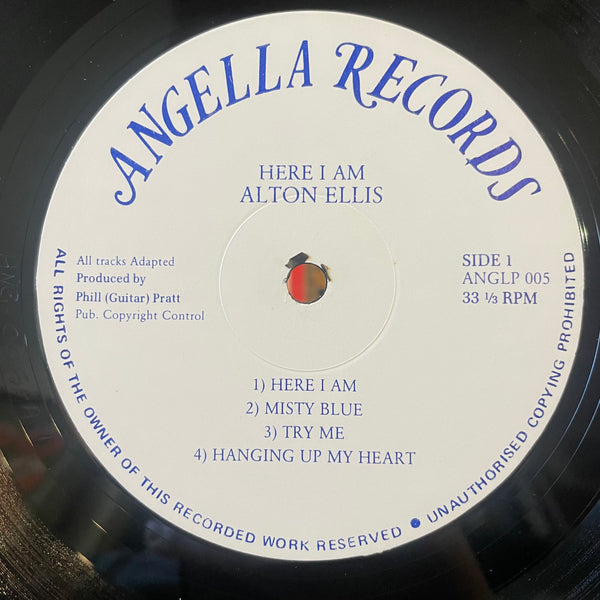 ANGELLA RECORDS
HERE I AM
ALTON ELLIS
All tracks Adapted
Produced by
Phill (Guitar) Pratt
Pub. Copyright Control
SIDE 1
ANGLP 005
33 ⅓ RPM
1) HERE I AM
2) MISTY BLUE
3) TRY ME
4) HANGING UP MY HEART
ALL RIGHTS OF THE OWNER OF THIS RECORDED WORK RESERVED • UNAUTHORISED COPYING PROHIBITED